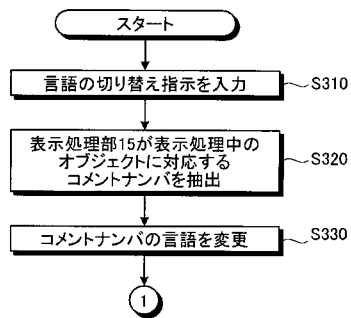 スタート
言語の切り替え指示を入力
S310
表示処理部15が表示処理中の
オブジェクトに対応する
コメントナンバを抽出
S320
コメントナンバの言語を変更
S330
1